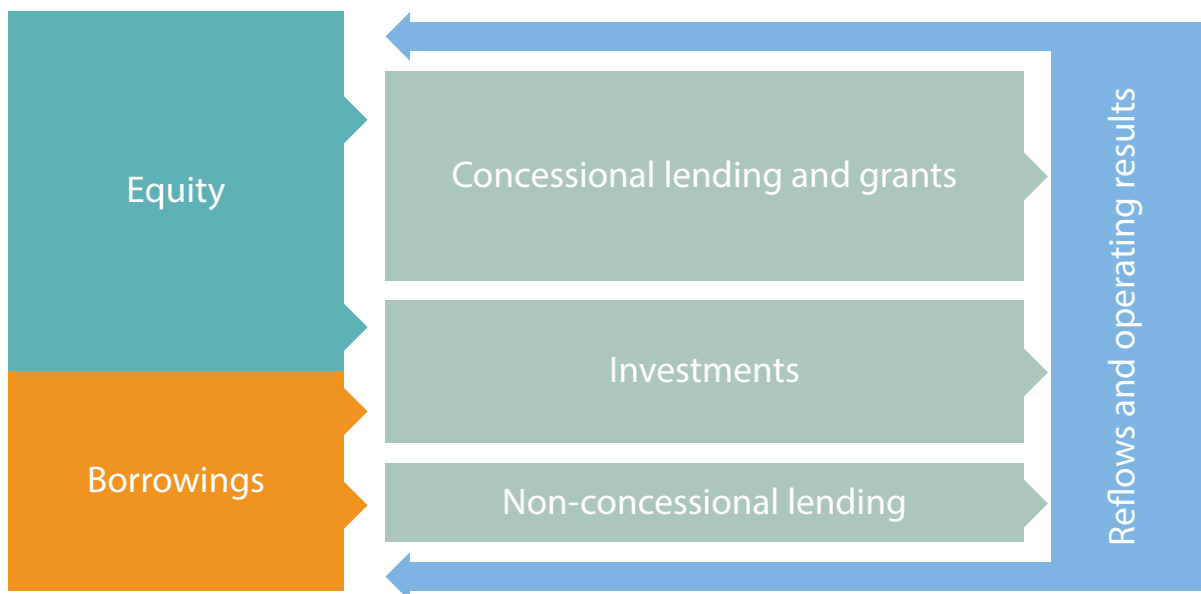 Equity
Borrowings
Concessional lending and grants
Investments
Non-concessional lending
Reflows and operating results